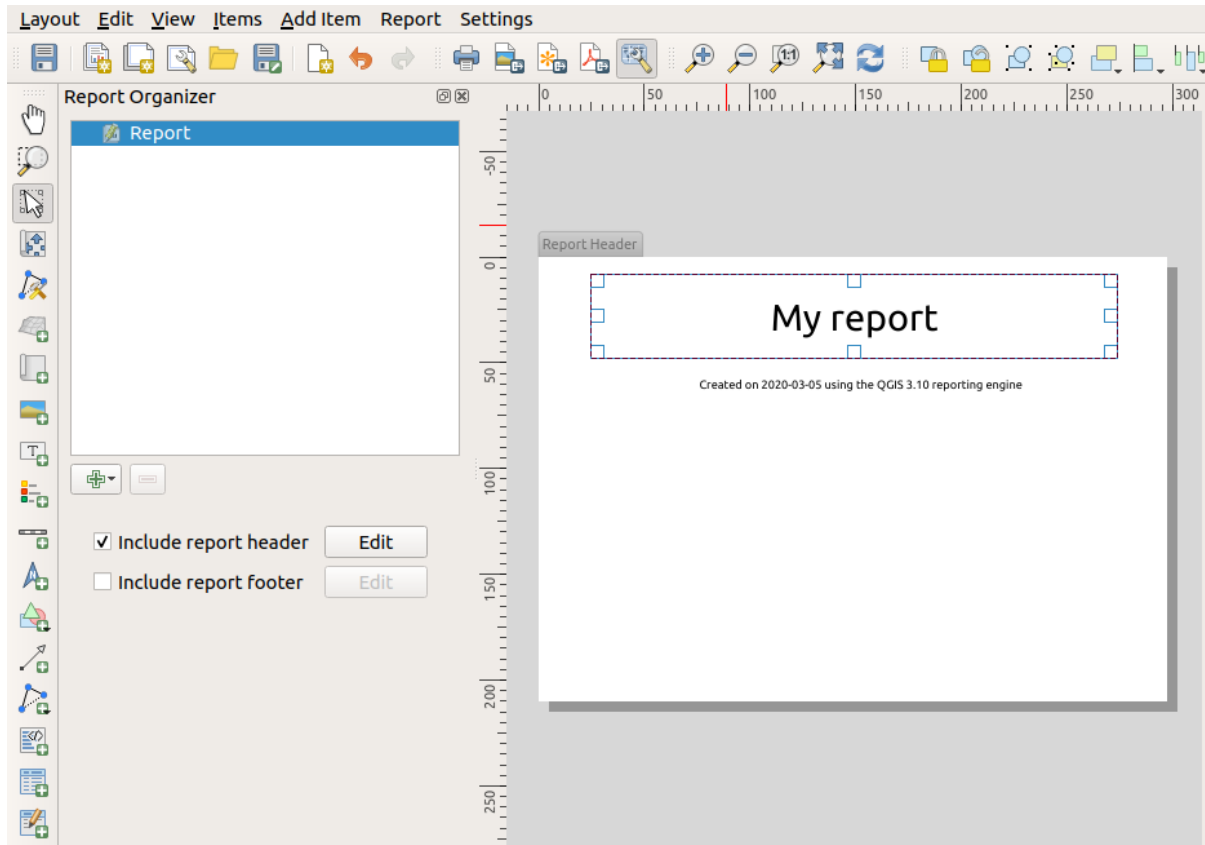 Layout Edit View Items Add Item Report Settings
Report Organizer
Report
Include report header Edit
Include report footer Edit
0 50 100 150 200 250 300
-50
0
50
100
150
200
250
Report Header
My report
Created on 2020-03-05 using the QGIS 3.10 reporting engine
1:1
T